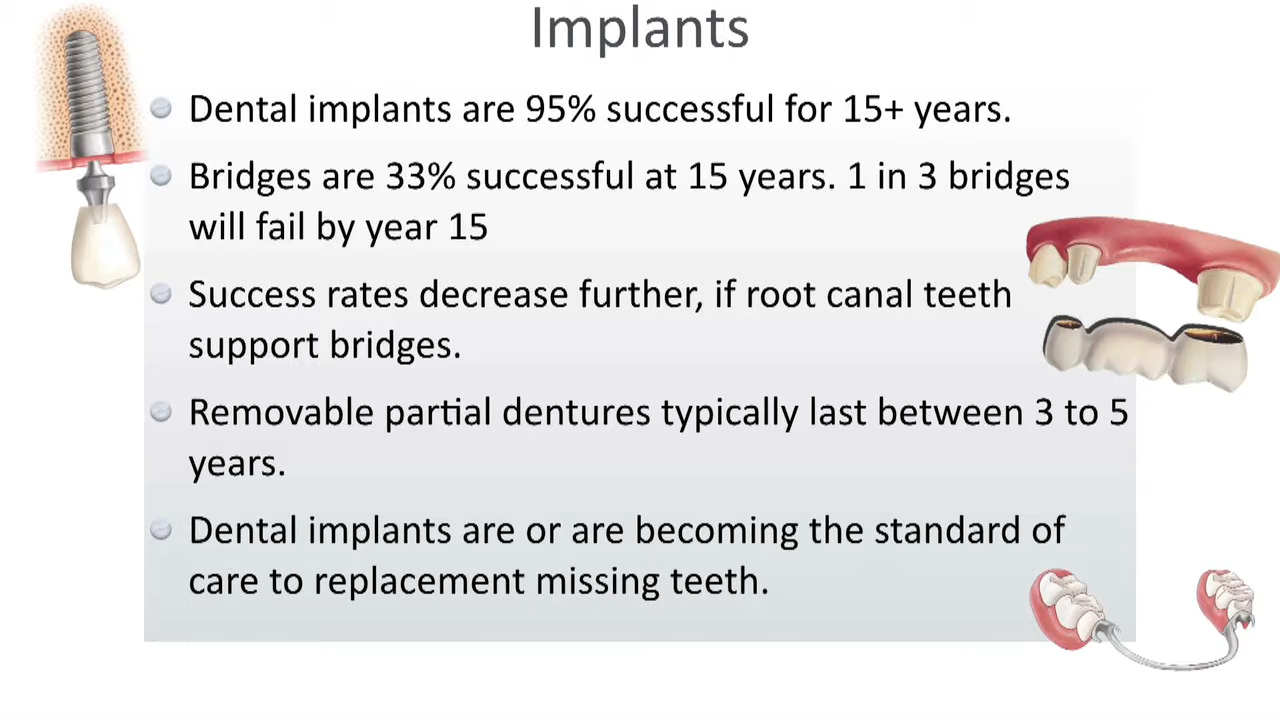 Implants
Dental implants are 95% successful for 15+ years.
Bridges are 33% successful at 15 years. 1 in 3 bridges
will fail by year 15
Success rates decrease further, if root canal teeth
support bridges.
Removable partial dentures typically last between 3 to 5
years.
Dental implants are or are becoming the standard of
care to replacement missing teeth.